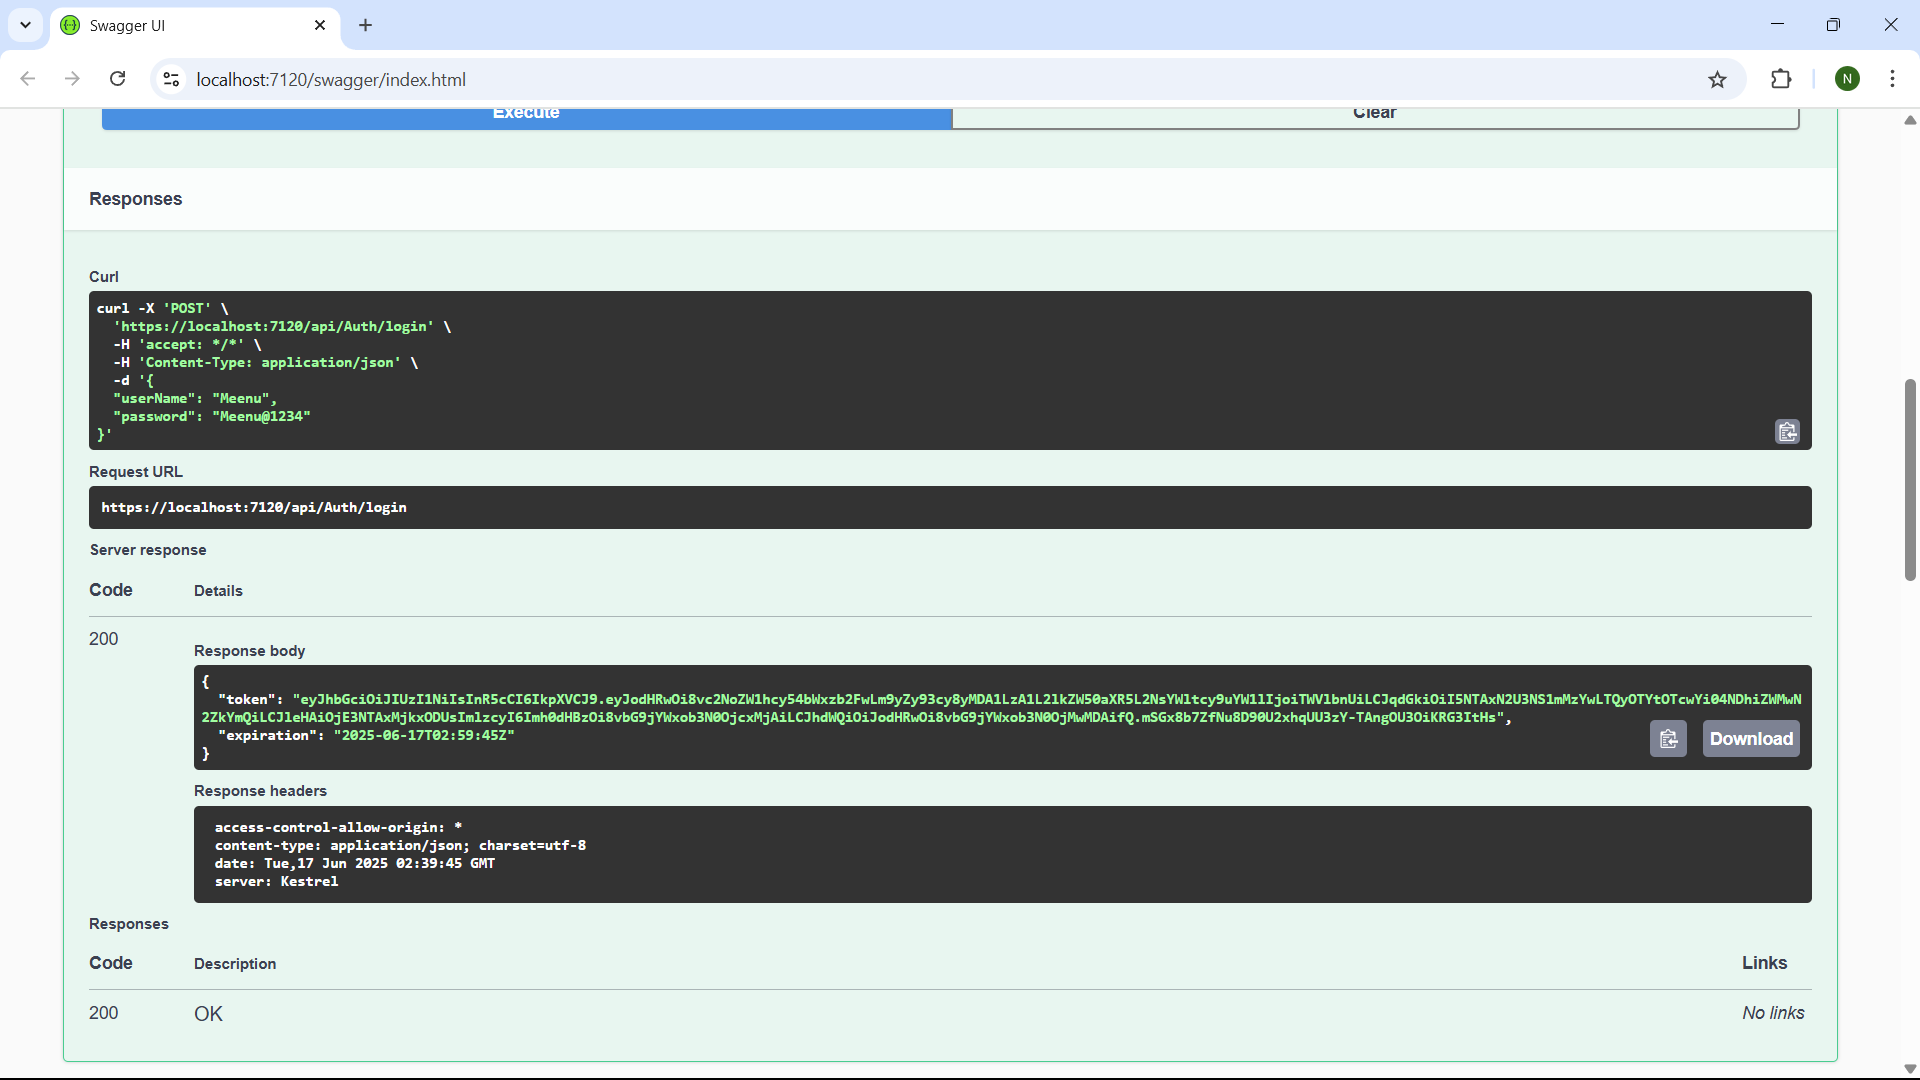 Swagger UI
localhost:7120/swagger/index.html
N
Execute
Clear
Responses
Curl
curl -X 'POST' \
'https://localhost:7120/api/Auth/login' \
-H 'accept: */*' \
-H 'Content-Type: application/json' \
-d '{
"userName": "Meenu",
"password": "Meenu@1234"
}'
Request URL
https://localhost:7120/api/Auth/login
Server response
Code Details
200
Response body
{
"token": "eyJhbGciOiJIUzI1NiIsInR5cCI6IkpXVCJ9.eyJodHRwOi8vc2NoZW1hcy54bWxzb2FwLm9yZy93cy8yMDA1LzA1L2lkZW50aXR5L2NsYWltcy9uYW1lIjoiTWVlbnUiLCJqdGkiOiI5NTAxN2U3NS1mMzYwLTQyOTYtOTcwYi04NDhiZWMwN
2ZkYmQiLCJleHAiOjE3NTAxMjkxODUsImlzcyI6Imh0dHBzOi8vbG9jYWxob3N0OjcxMjAiLCJhdWQiOiJodHRwOi8vbG9jYWxob3N0OjMwMDAifQ.mSGx8b7ZfNu8D90U2xhqUU3zY-TAngOU3OiKRG3ItHs",
"expiration": "2025-06-17T02:59:45Z"
}
Download
Response headers
access-control-allow-origin: *
content-type: application/json; charset=utf-8
date: Tue,17 Jun 2025 02:39:45 GMT
server: Kestrel
Responses
Code Description Links
200 OK No links